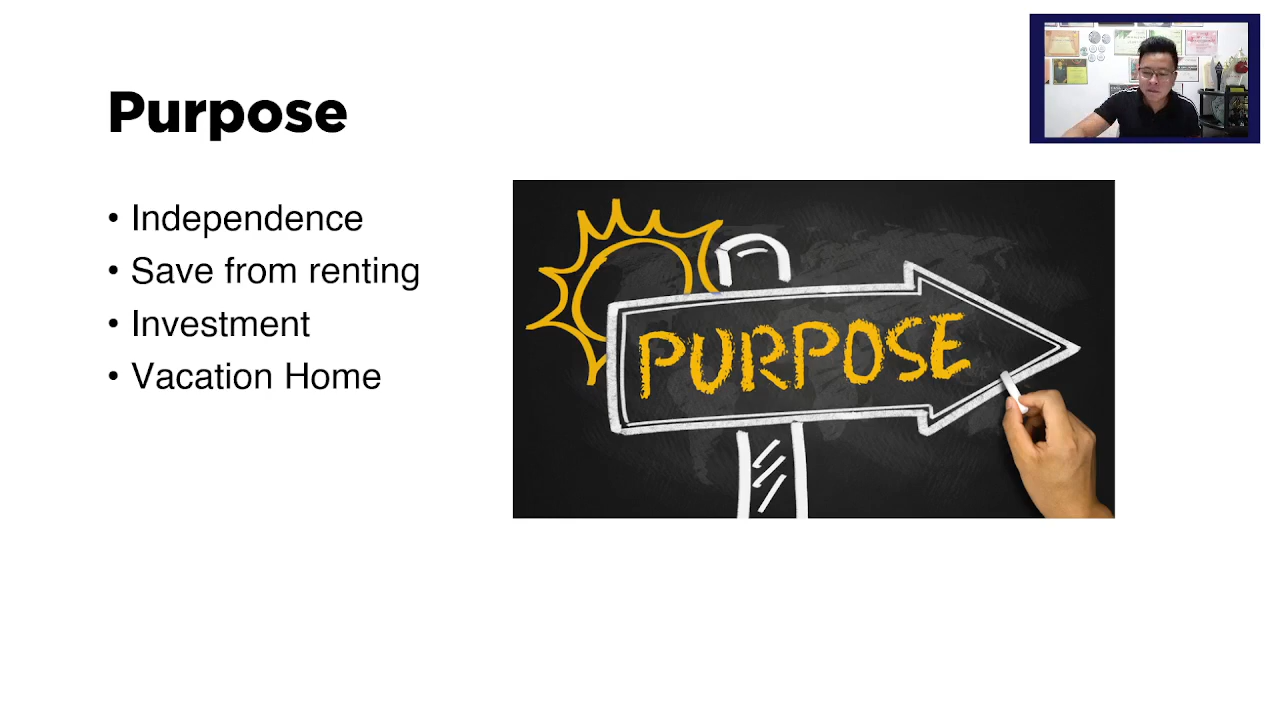 Purpose
• Independence
• Save from renting
• Investment
• Vacation Home
PURPOSE